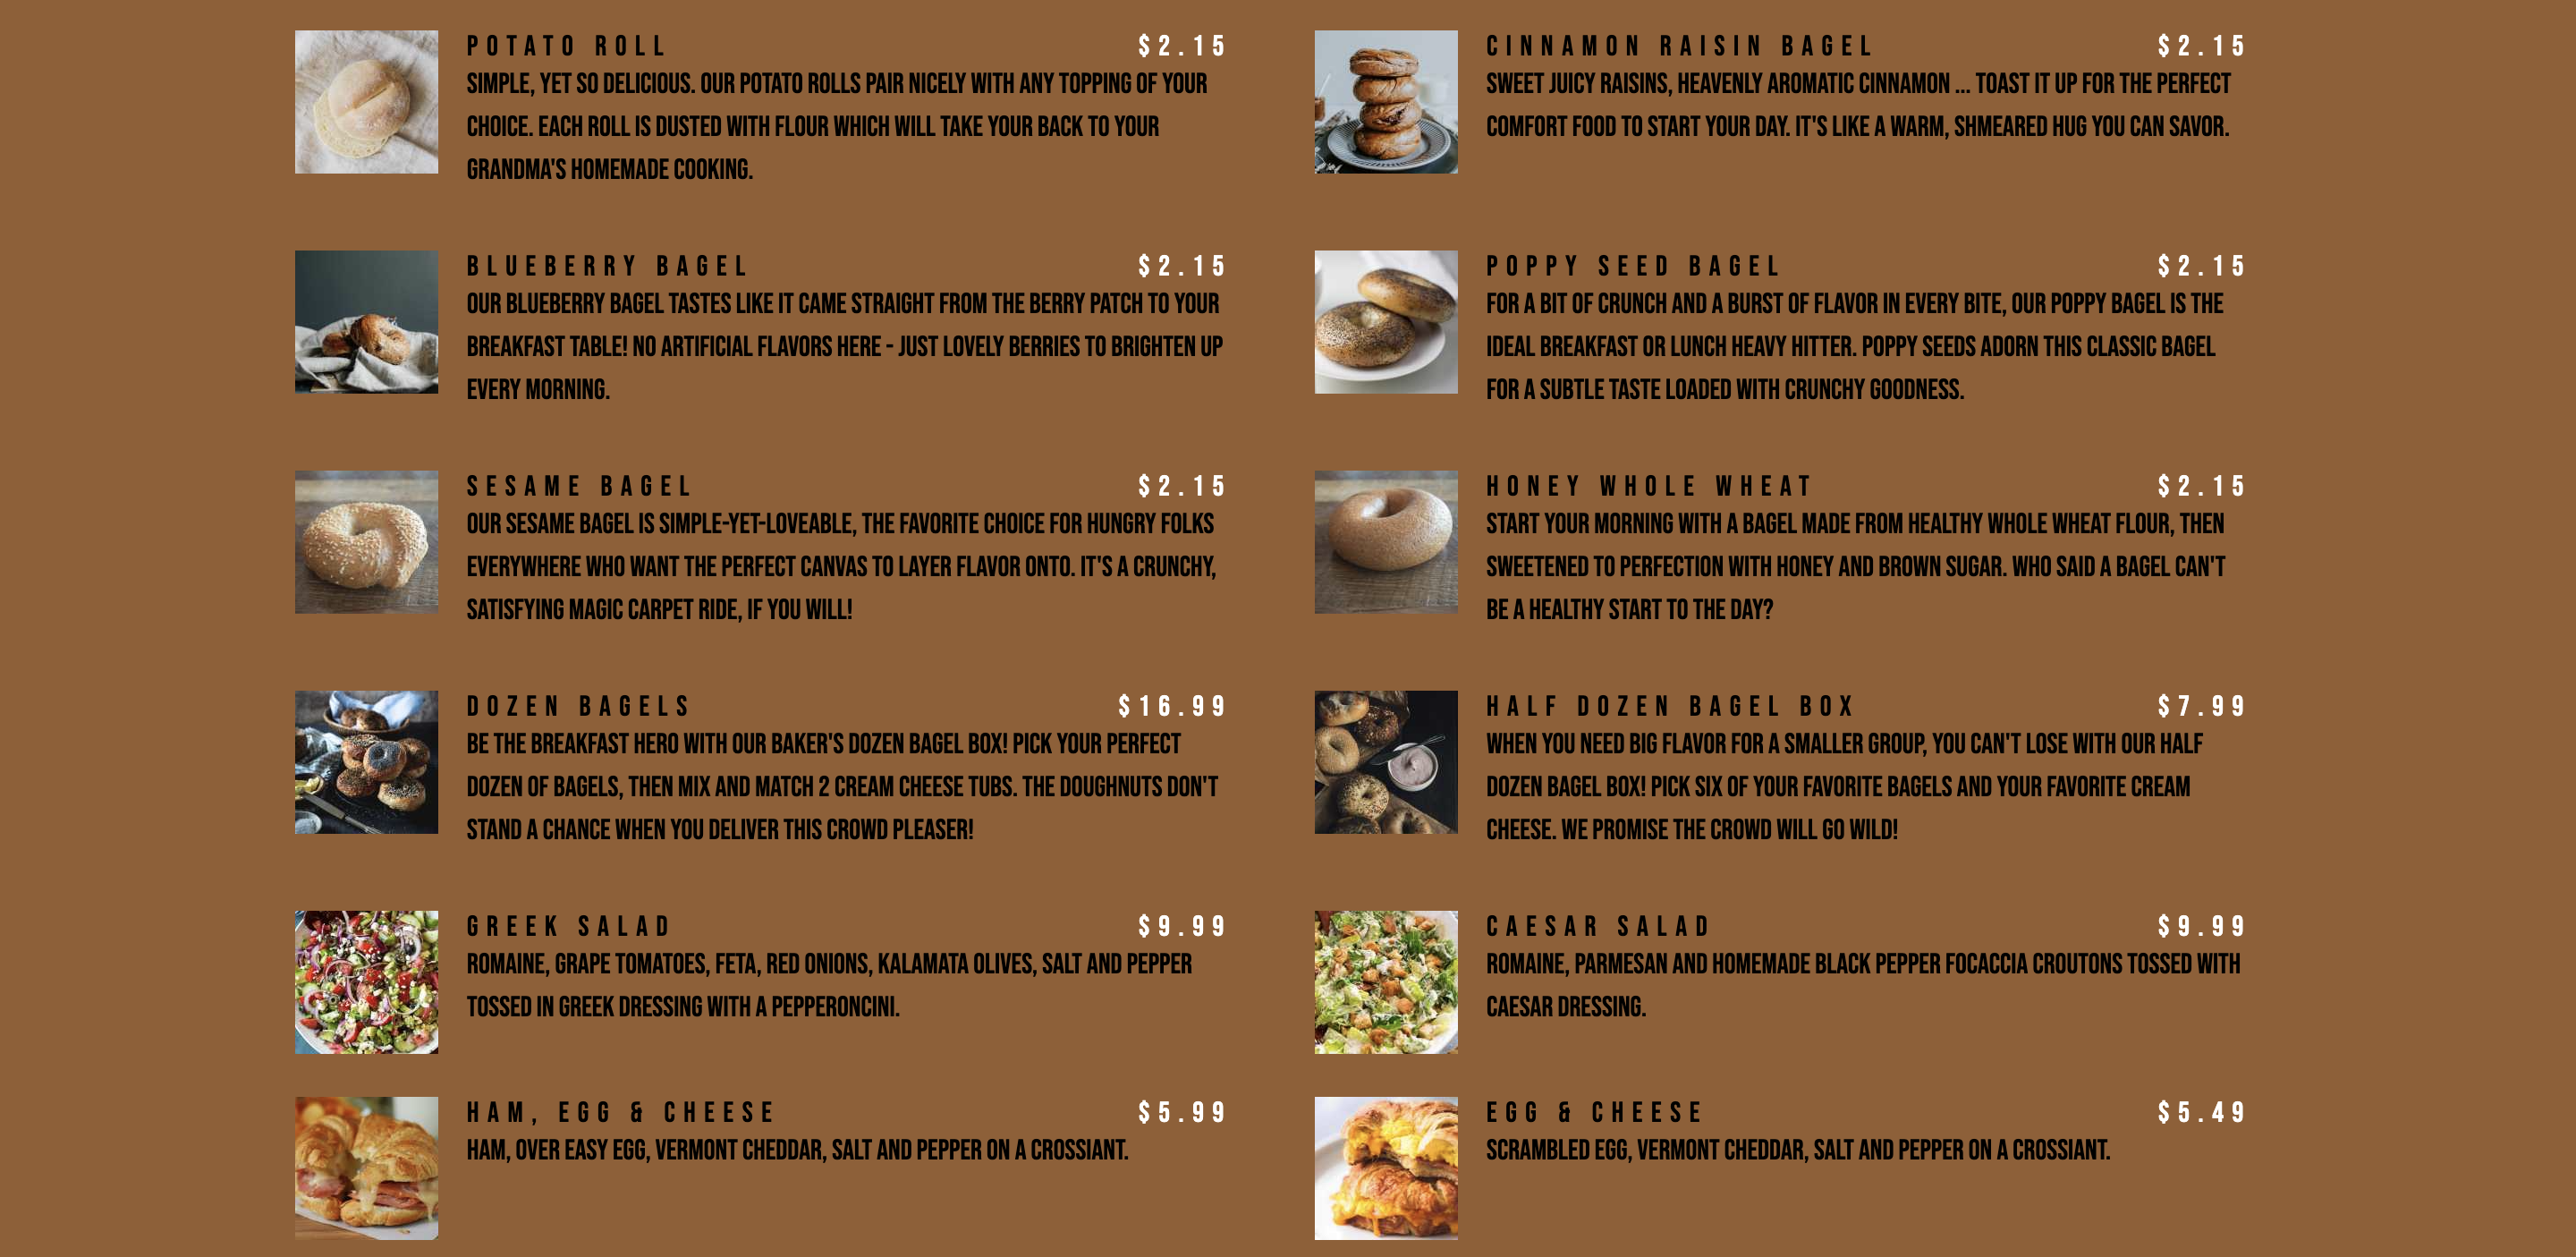 POTATO ROLL $2.15
SIMPLE, YET SO DELICIOUS. OUR POTATO ROLLS PAIR NICELY WITH ANY TOPPING OF YOUR
CHOICE. EACH ROLL IS DUSTED WITH FLOUR WHICH WILL TAKE YOUR BACK TO YOUR
GRANDMA'S HOMEMADE COOKING.
CINNAMON RAISIN BAGEL $2.15
SWEET JUICY RAISINS, HEAVENLY AROMATIC CINNAMON ... TOAST IT UP FOR THE PERFECT
COMFORT FOOD TO START YOUR DAY. IT'S LIKE A WARM, SHMEARED HUG YOU CAN SAVOR.
BLUEBERRY BAGEL $2.15
OUR BLUEBERRY BAGEL TASTES LIKE IT CAME STRAIGHT FROM THE BERRY PATCH TO YOUR
BREAKFAST TABLE! NO ARTIFICIAL FLAVORS HERE - JUST LOVELY BERRIES TO BRIGHTEN UP
EVERY MORNING.
POPPY SEED BAGEL $2.15
FOR A BIT OF CRUNCH AND A BURST OF FLAVOR IN EVERY BITE, OUR POPPY BAGEL IS THE
IDEAL BREAKFAST OR LUNCH HEAVY HITTER. POPPY SEEDS ADORN THIS CLASSIC BAGEL
FOR A SUBTLE TASTE LOADED WITH CRUNCHY GOODNESS.
SESAME BAGEL $2.15
OUR SESAME BAGEL IS SIMPLE-YET-LOVEABLE, THE FAVORITE CHOICE FOR HUNGRY FOLKS
EVERYWHERE WHO WANT THE PERFECT CANVAS TO LAYER FLAVOR ONTO. IT'S A CRUNCHY,
SATISFYING MAGIC CARPET RIDE, IF YOU WILL!
HONEY WHOLE WHEAT $2.15
START YOUR MORNING WITH A BAGEL MADE FROM HEALTHY WHOLE WHEAT FLOUR, THEN
SWEETENED TO PERFECTION WITH HONEY AND BROWN SUGAR. WHO SAID A BAGEL CAN'T
BE A HEALTHY START TO THE DAY?
DOZEN BAGELS $16.99
BE THE BREAKFAST HERO WITH OUR BAKER'S DOZEN BAGEL BOX! PICK YOUR PERFECT
DOZEN OF BAGELS, THEN MIX AND MATCH 2 CREAM CHEESE TUBS. THE DOUGHNUTS DON'T
STAND A CHANCE WHEN YOU DELIVER THIS CROWD PLEASER!
HALF DOZEN BAGEL BOX $7.99
WHEN YOU NEED BIG FLAVOR FOR A SMALLER GROUP, YOU CAN'T LOSE WITH OUR HALF
DOZEN BAGEL BOX! PICK SIX OF YOUR FAVORITE BAGELS AND YOUR FAVORITE CREAM
CHEESE. WE PROMISE THE CROWD WILL GO WILD!
GREEK SALAD $9.99
ROMAINE, GRAPE TOMATOES, FETA, RED ONIONS, KALAMATA OLIVES, SALT AND PEPPER
TOSSED IN GREEK DRESSING WITH A PEPPERONCINI.
CAESAR SALAD $9.99
ROMAINE, PARMESAN AND HOMEMADE BLACK PEPPER FOCACCIA CROUTONS TOSSED WITH
CAESAR DRESSING.
HAM, EGG & CHEESE $5.99
HAM, OVER EASY EGG, VERMONT CHEDDAR, SALT AND PEPPER ON A CROSSIANT.
EGG & CHEESE $5.49
SCRAMBLED EGG, VERMONT CHEDDAR, SALT AND PEPPER ON A CROSSIANT.